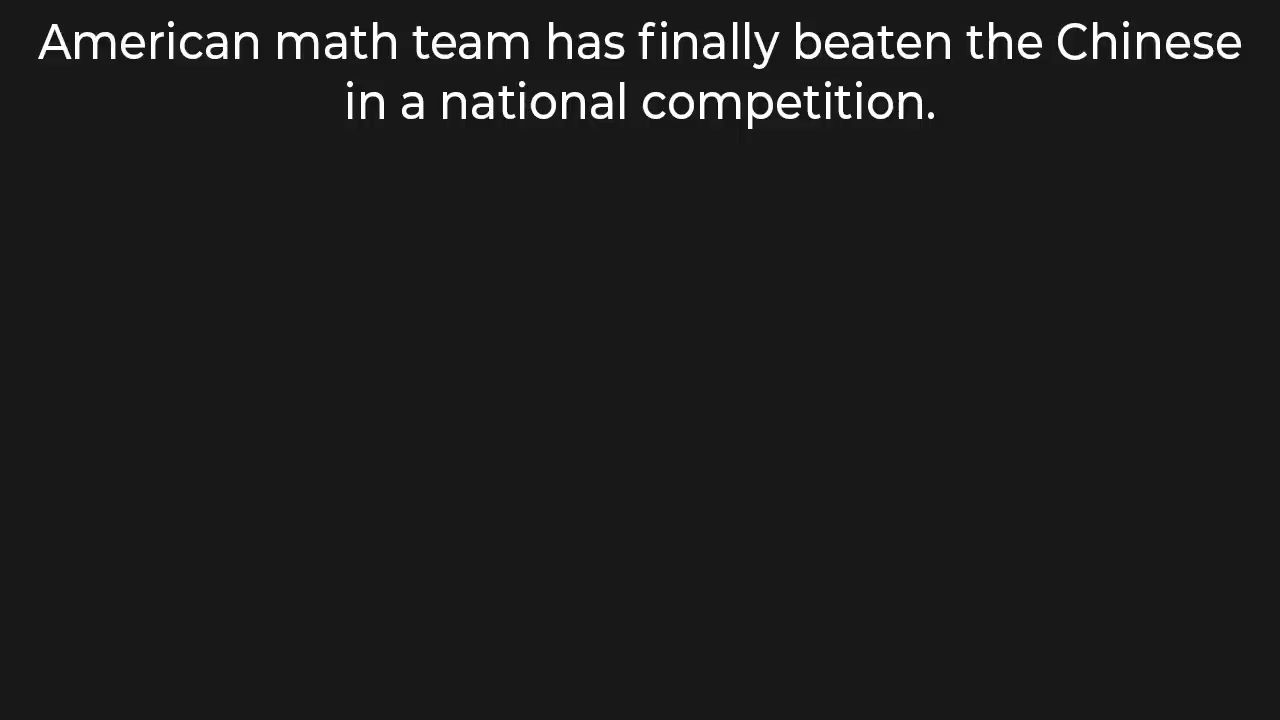 American math team has finally beaten the Chinese
in a national competition.